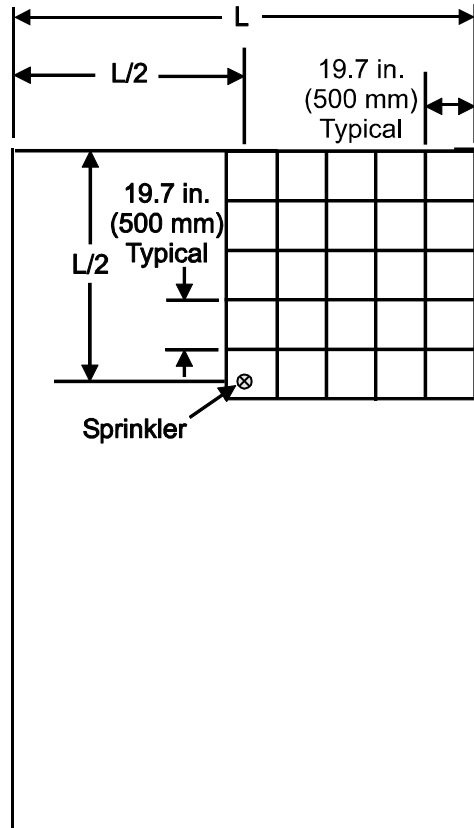 L
L/2
19.7 in.
(500 mm)
Typical
19.7 in.
(500 mm)
Typical
L/2
Sprinkler